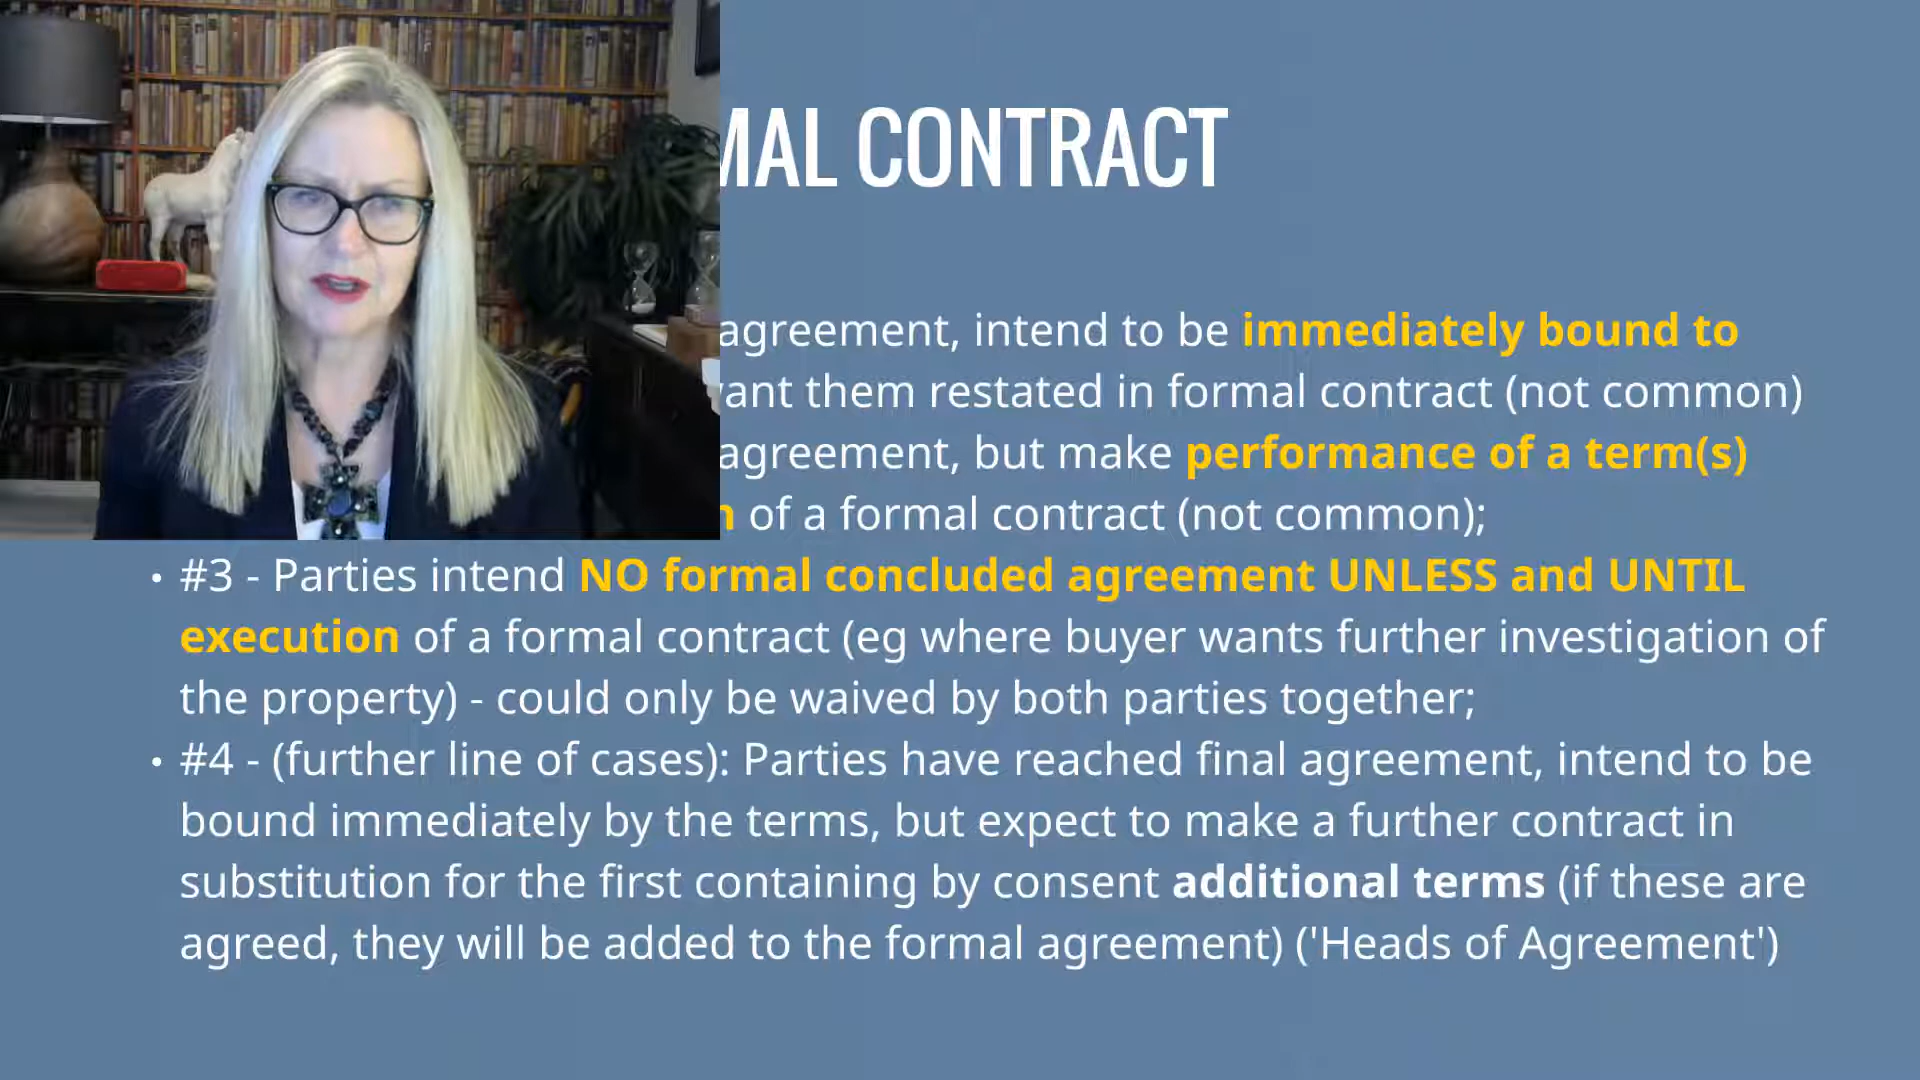 CONTRACT
agreement, intend to be immediately bound to
them restated in formal contract (not common)
agreement, but make performance of a term(s)
of a formal contract (not common);
• #3 - Parties intend NO formal concluded agreement UNLESS and UNTIL
execution of a formal contract (eg where buyer wants further investigation of
the property) - could only be waived by both parties together;
• #4 - (further line of cases): Parties have reached final agreement, intend to be
bound immediately by the terms, but expect to make a further contract in
substitution for the first containing by consent additional terms (if these are
agreed, they will be added to the formal agreement) ('Heads of Agreement')